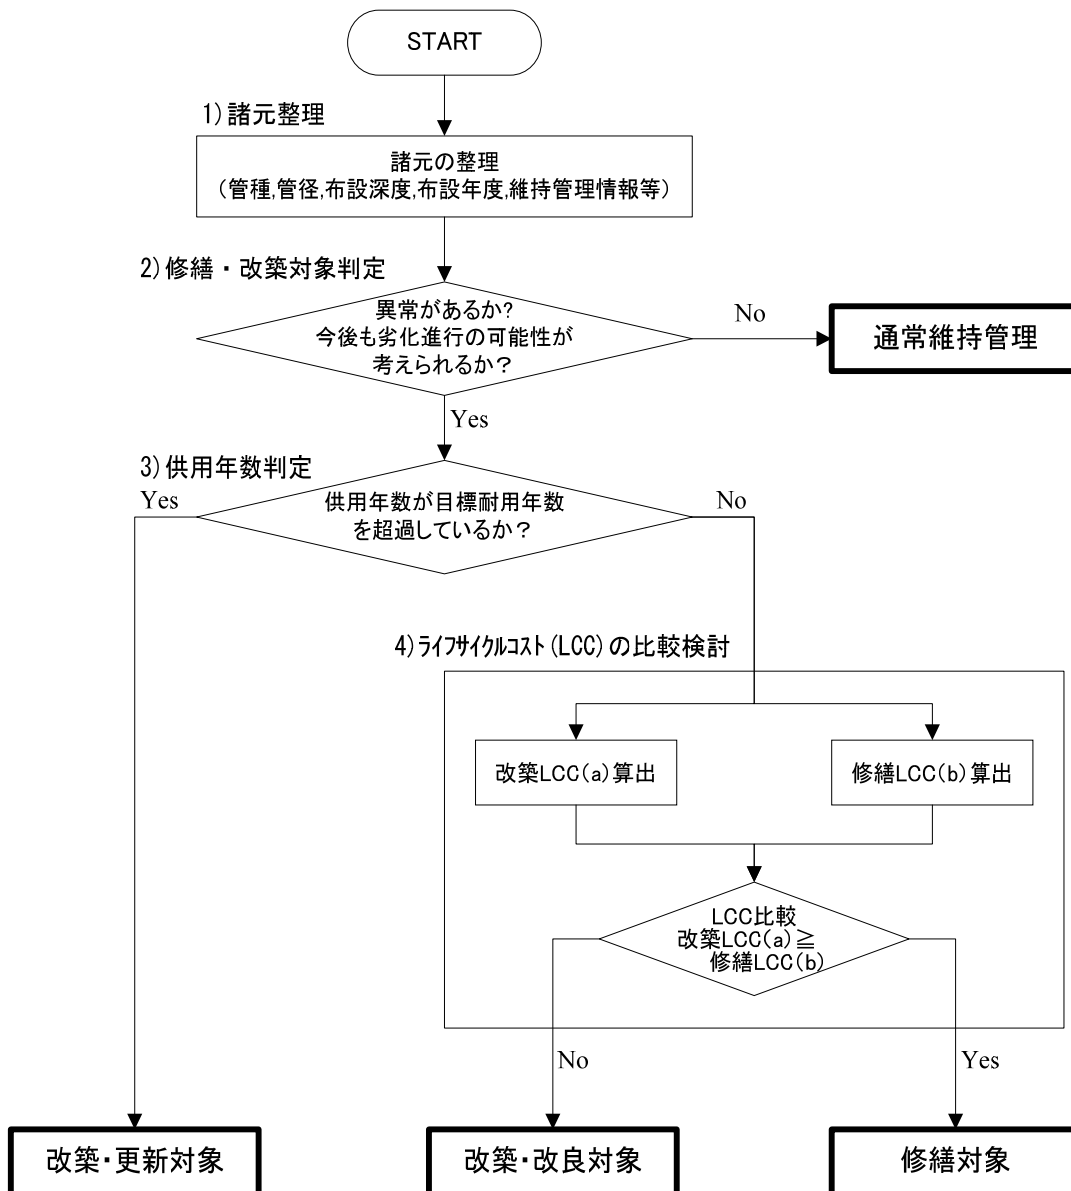 START
1)諸元整理
諸元の整理
（管種,管径,布設深度,布設年度,維持管理情報等）
2)修繕・改築対象判定
異常があるか?
今後も劣化進行の可能性が
考えられるか？
No
通常維持管理
Yes
3)供用年数判定
Yes
供用年数が目標耐用年数
を超過しているか？
No
4)ﾗｲﾌｻｲｸﾙｺｽﾄ(LCC)の比較検討
改築LCC(a)算出
修繕LCC(b)算出
LCC比較
改築LCC(a)≧
修繕LCC(b)
No
Yes
改築・更新対象
改築・改良対象
修繕対象